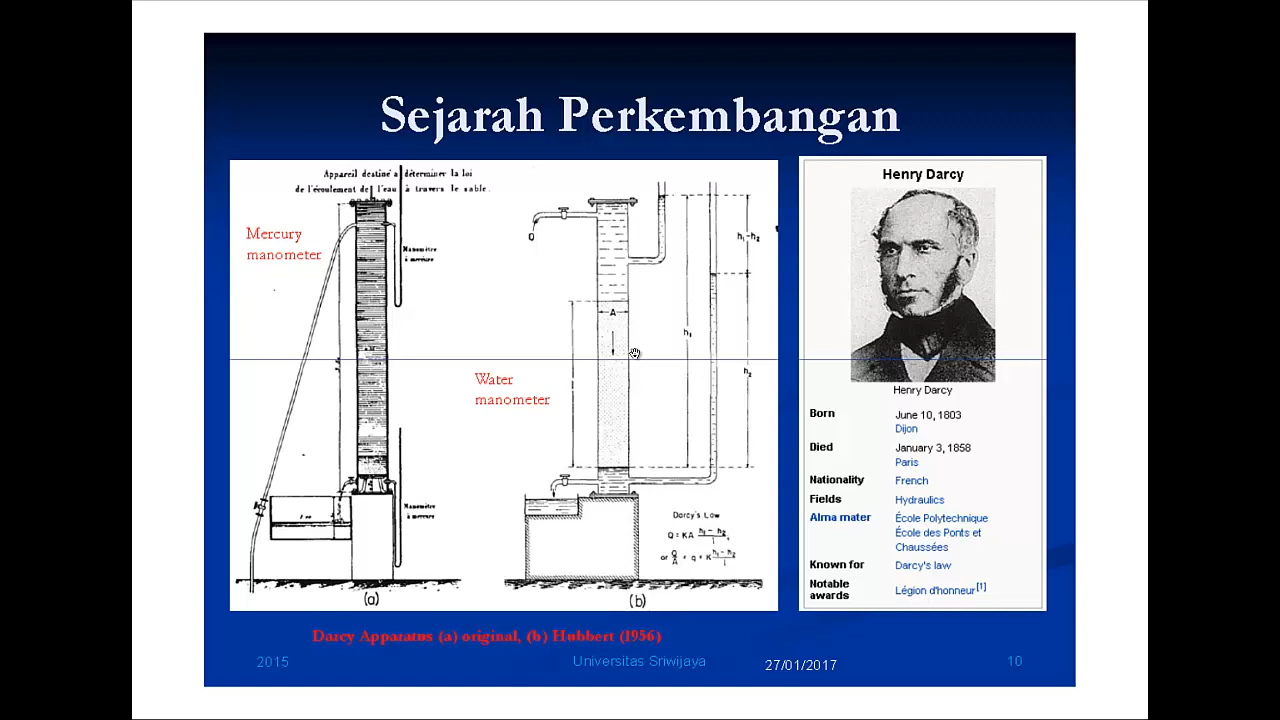 Sejarah Perkembangan
Appareil destiné a déterminer la loi
de l'écoulement de l'eau à travers le sable.
Mercury
manometer
Manomètre
à mercure
Manomètre
à mercure
(a)
Q
A
h₁-h₂
h₁
h₂
Water
manometer
Darcy's Law
Q = KA h₁-h₂/l,
or Q/A = q = K h₁-h₂/l
(b)
Henry Darcy
Henry Darcy
Born June 10, 1803
Dijon
Died January 3, 1858
Paris
Nationality French
Fields Hydraulics
Alma mater École Polytechnique
École des Ponts et
Chaussées
Known for Darcy's law
Notable
awards Légion d'honneur[1]
Darcy Apparatus (a) original, (b) Hubbert (1956)
2015 Universitas Sriwijaya 27/01/2017 10